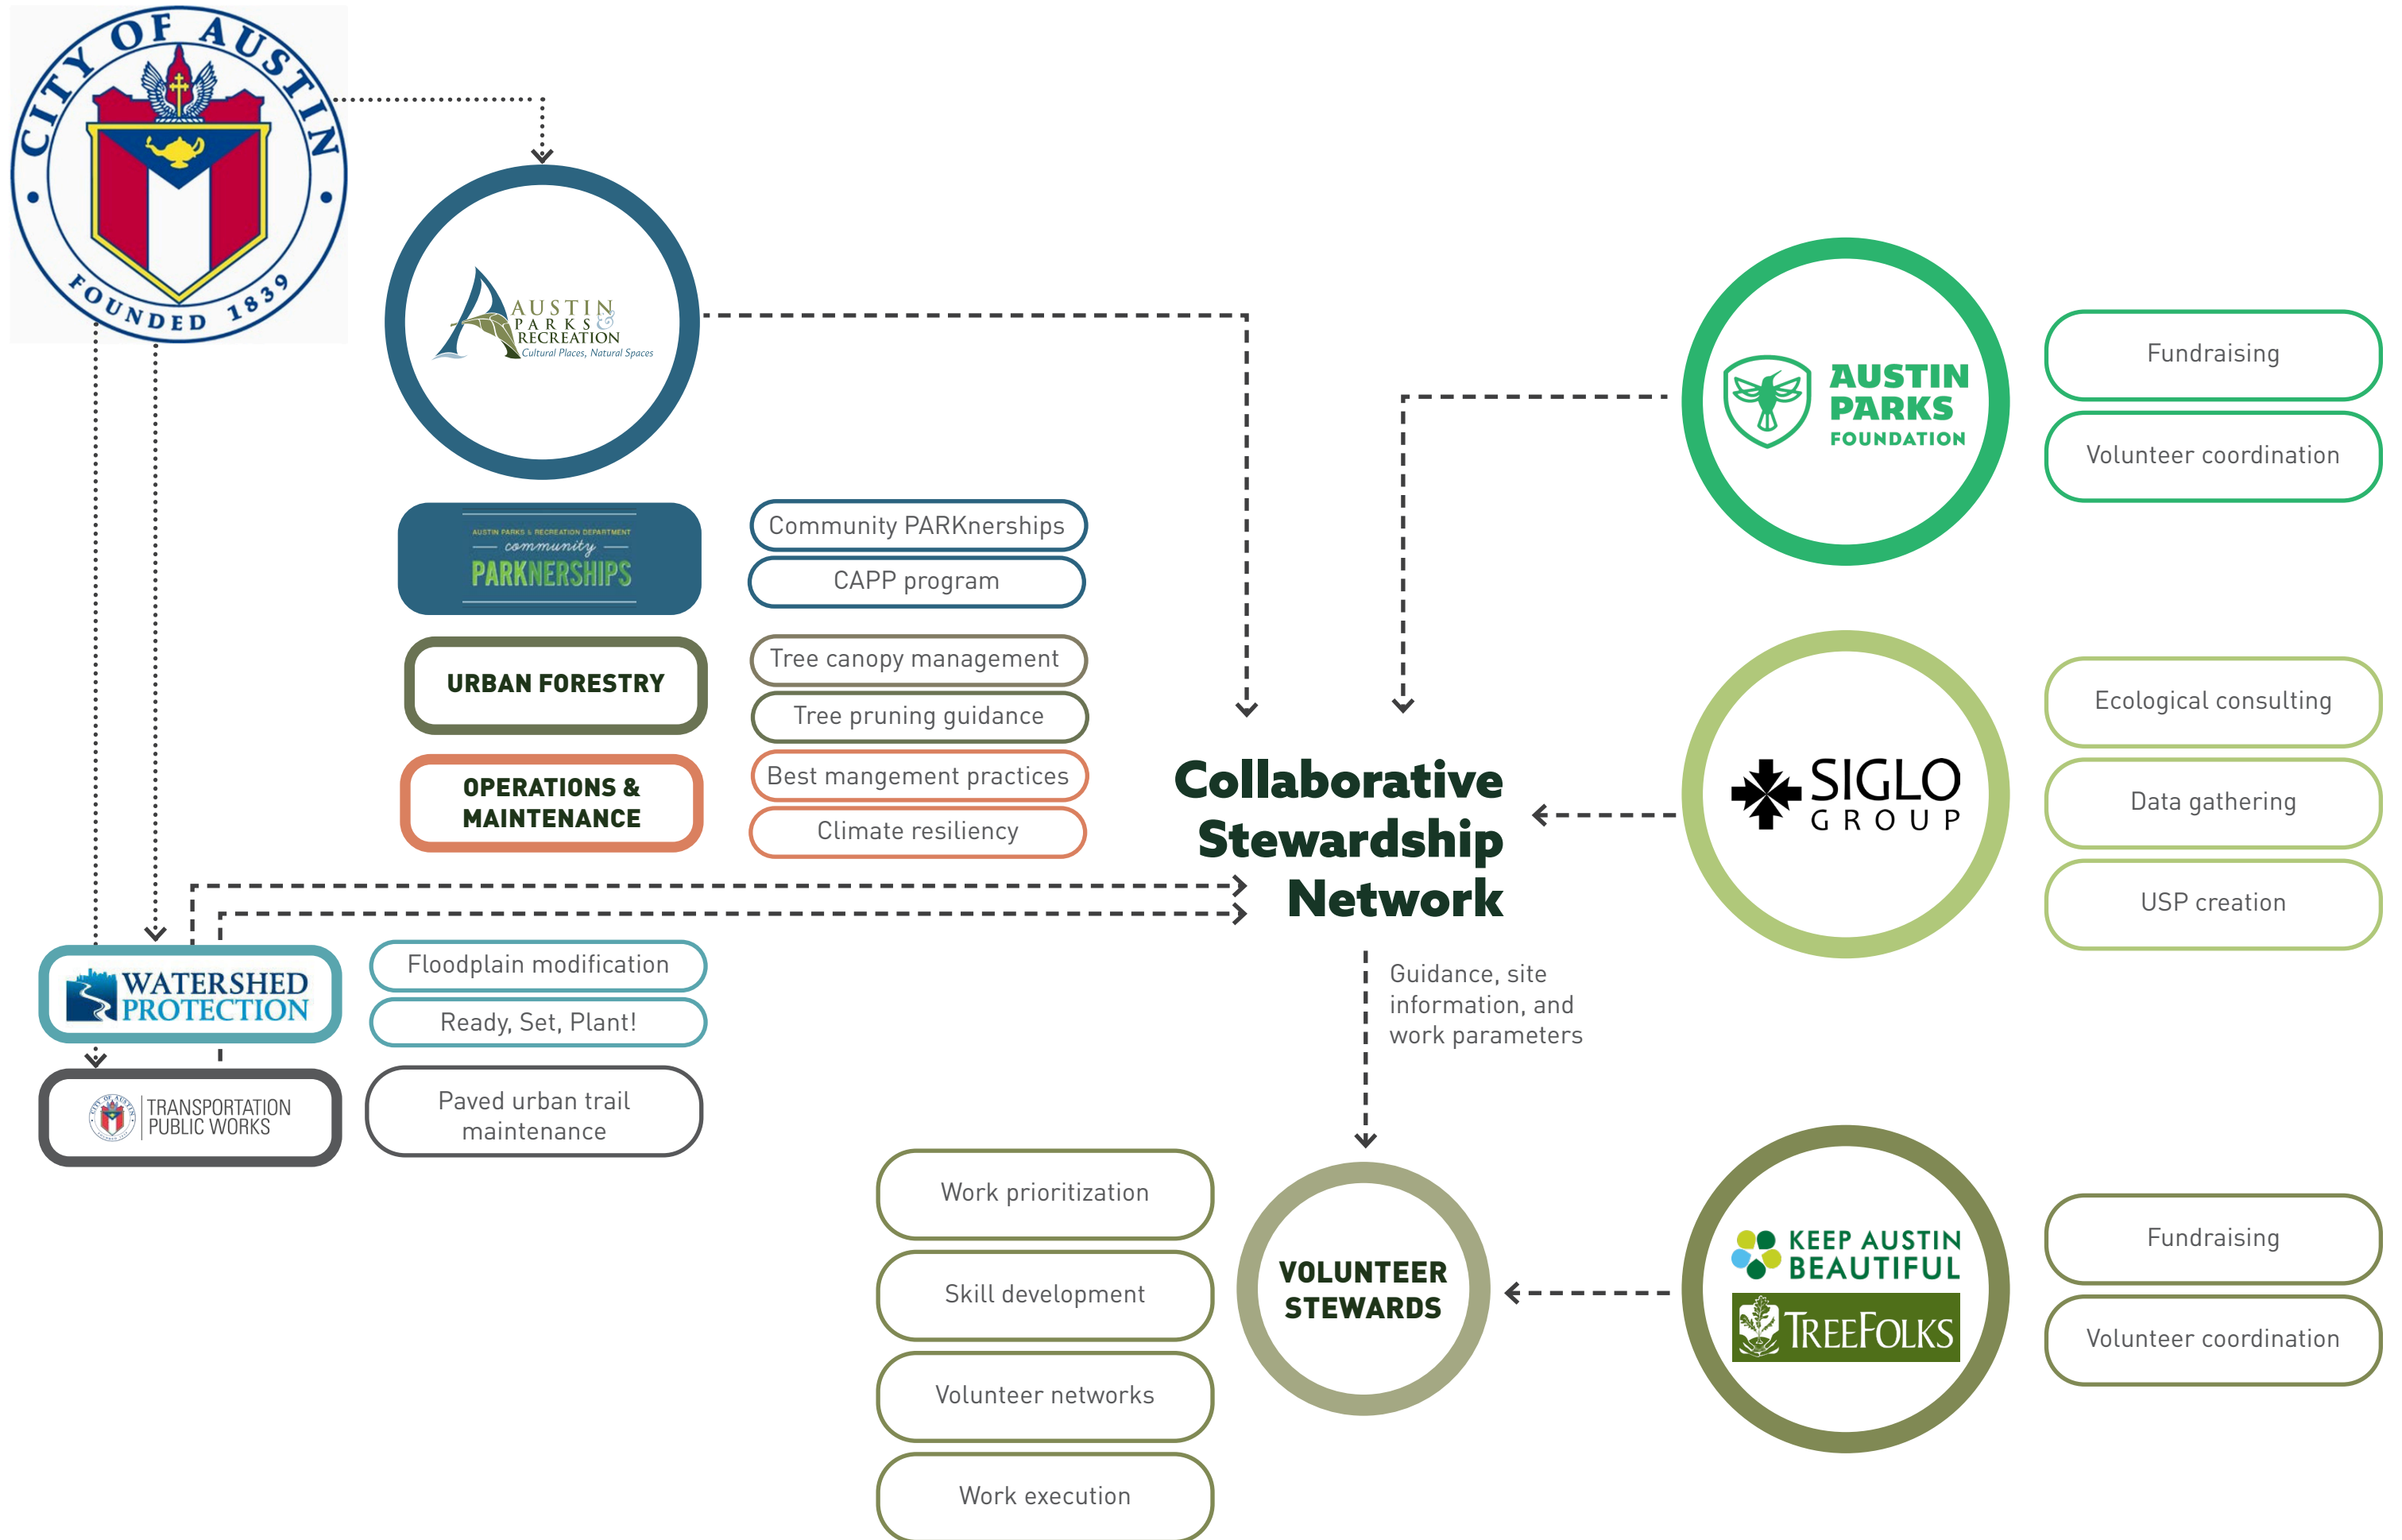 CITY OF AUSTIN
FOUNDED 1839
AUSTIN
PARKS &
RECREATION
Cultural Places, Natural Spaces
AUSTIN PARKS & RECREATION DEPARTMENT
community
PARKNERSHIPS
Community PARKnerships
CAPP program
URBAN FORESTRY
Tree canopy management
Tree pruning guidance
OPERATIONS &
MAINTENANCE
Best mangement practices
Climate resiliency
WATERSHED
PROTECTION
Floodplain modification
Ready, Set, Plant!
CITY OF AUSTIN
TRANSPORTATION
PUBLIC WORKS
Paved urban trail
maintenance
Collaborative
Stewardship
Network
Guidance, site
information, and
work parameters
AUSTIN
PARKS
FOUNDATION
Fundraising
Volunteer coordination
SIGLO
GROUP
Ecological consulting
Data gathering
USP creation
Work prioritization
Skill development
Volunteer networks
Work execution
VOLUNTEER
STEWARDS
KEEP AUSTIN
BEAUTIFUL
TREEFOLKS
Fundraising
Volunteer coordination